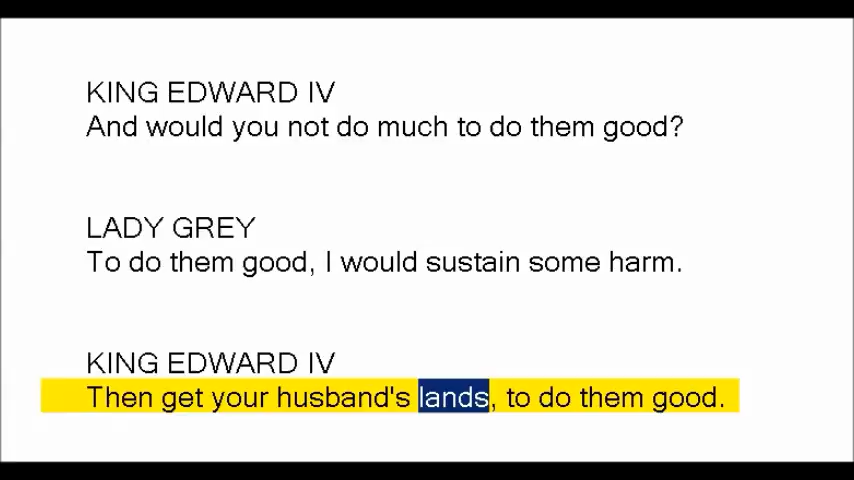 KING EDWARD IV
And would you not do much to do them good?
LADY GREY
To do them good, I would sustain some harm.
KING EDWARD IV
Then get your husband's lands, to do them good.